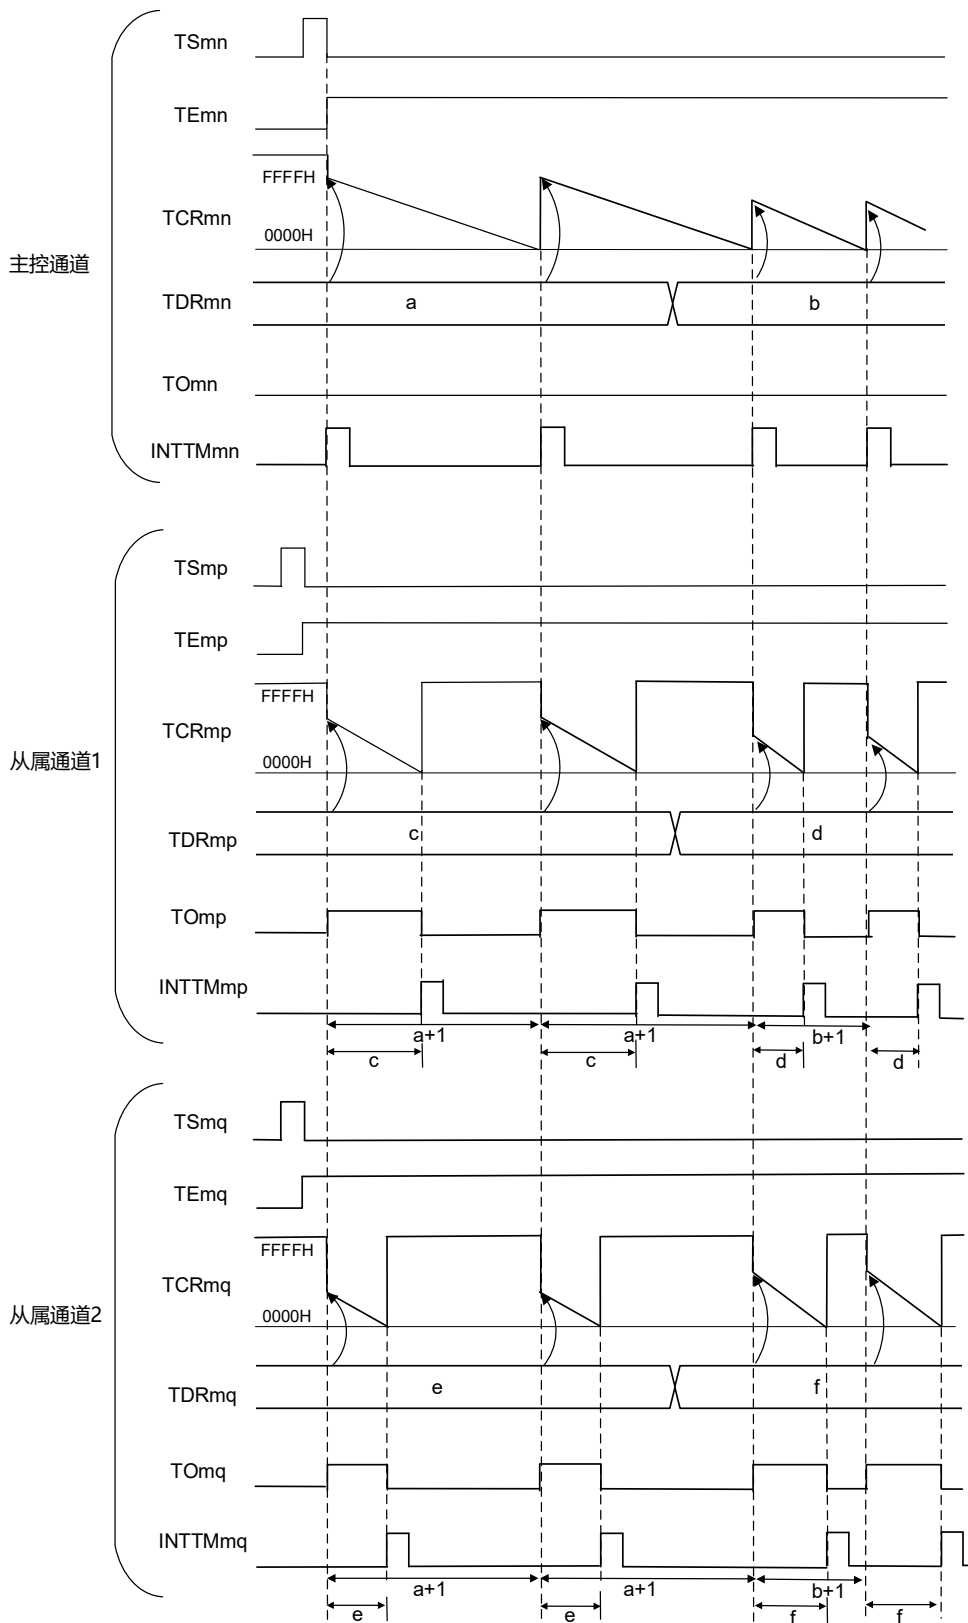 TSmn
TEmn
FFFFH
TCRmn
0000H
主控通道
TDRmn
a
b
TOmn
INTTMmn
TSmp
TEmp
FFFFH
TCRmp
0000H
从属通道1
TDRmp
c
d
TOmp
INTTMmp
a+1
a+1
b+1
c
c
d
d
TSmq
TEmq
FFFFH
TCRmq
0000H
从属通道2
TDRmq
e
f
TOmq
INTTMmq
a+1
a+1
b+1
e
e
f
f